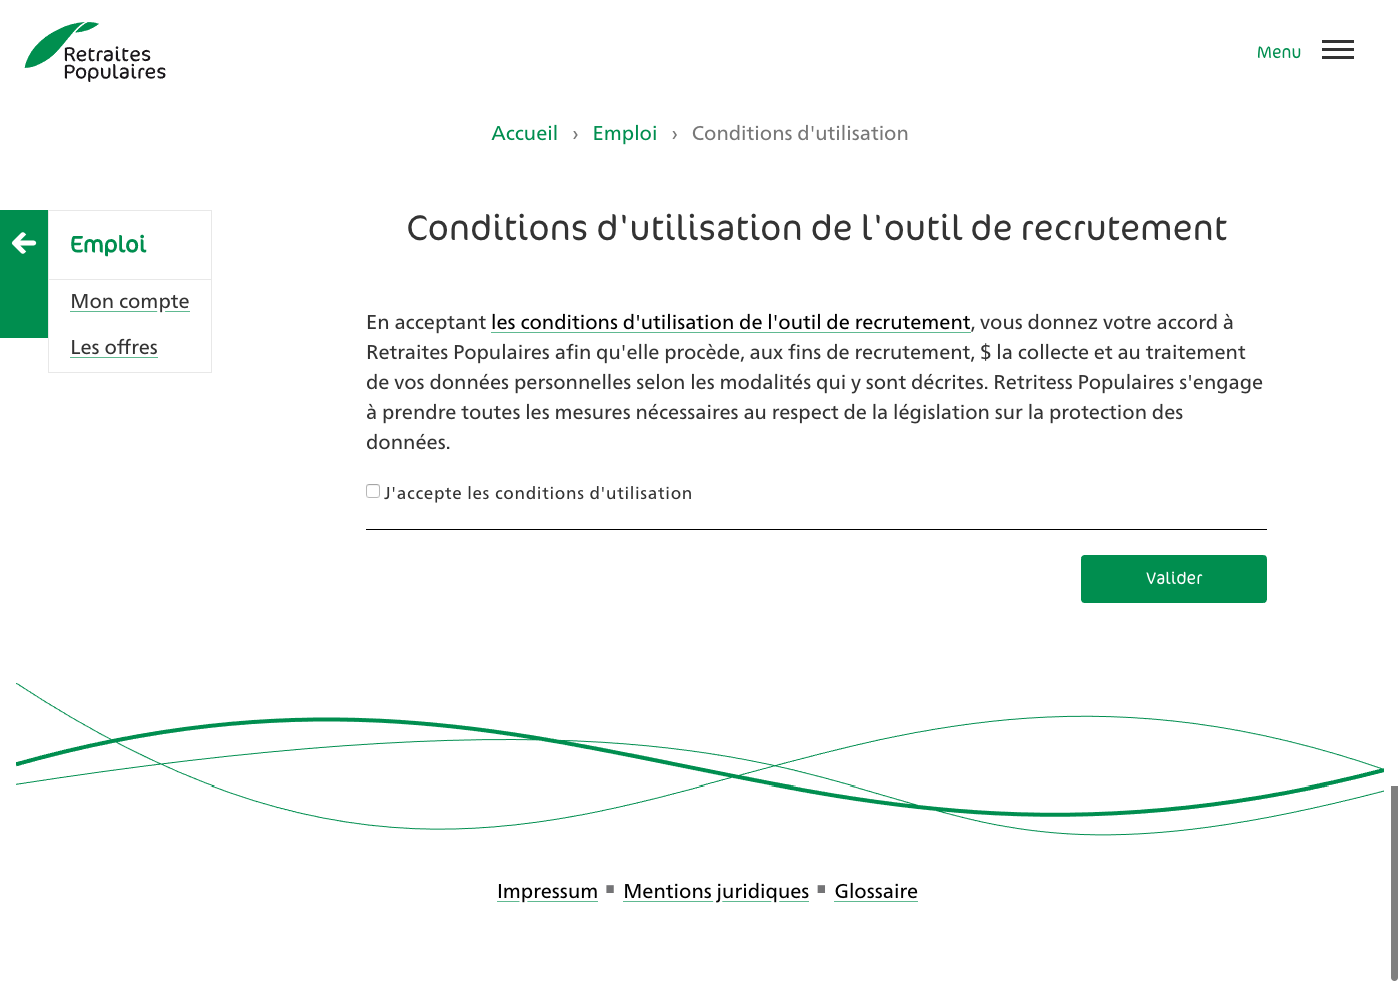 Retraites
Populaires
Menu
Accueil › Emploi › Conditions d'utilisation
Emploi
Mon compte
Les offres
Conditions d'utilisation de l'outil de recrutement
En acceptant les conditions d'utilisation de l'outil de recrutement, vous donnez votre accord à
Retraites Populaires afin qu'elle procède, aux fins de recrutement, $ la collecte et au traitement
de vos données personnelles selon les modalités qui y sont décrites. Retritess Populaires s'engage
à prendre toutes les mesures nécessaires au respect de la législation sur la protection des
données.
J'accepte les conditions d'utilisation
Valider
Impressum ▪ Mentions juridiques ▪ Glossaire